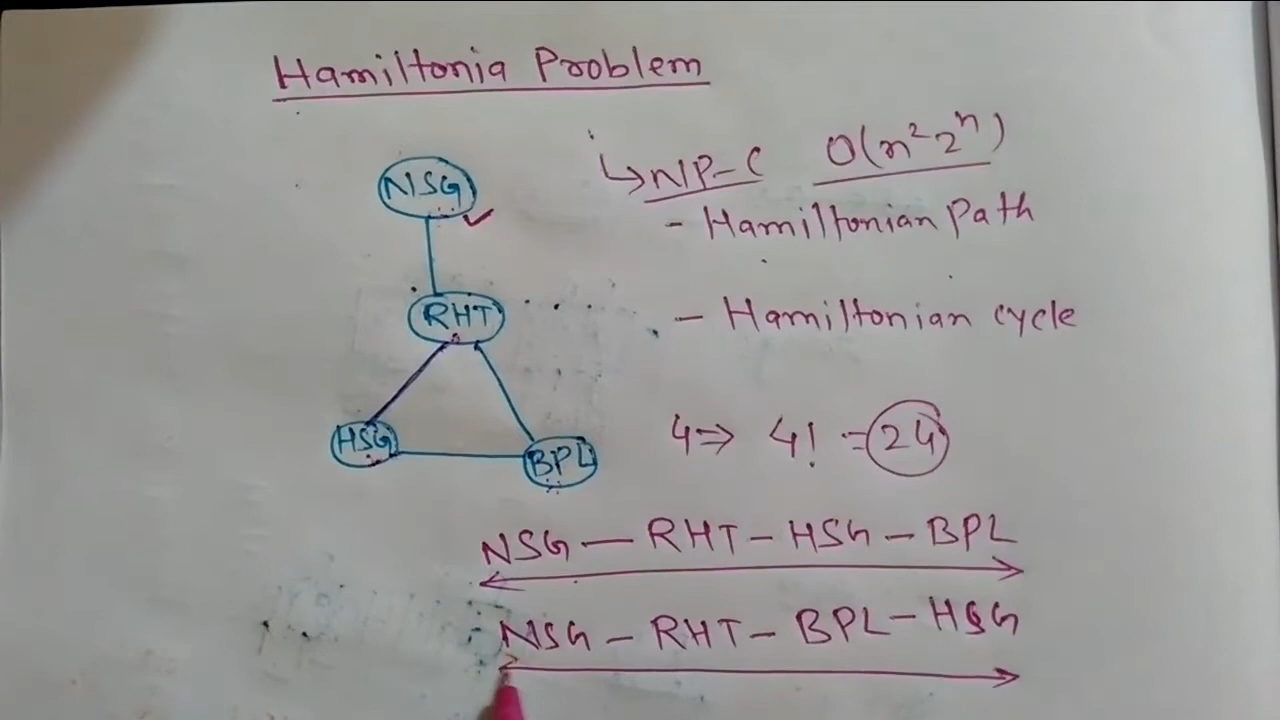 Hamiltonia Problem
NP-C O(n²2ⁿ)
- Hamiltonian Path
- Hamiltonian cycle
NSG
RHT
HSG
BPL
4⇒ 4! = 24
NSG — RHT - HSG - BPL
NSG - RHT - BPL - HSG